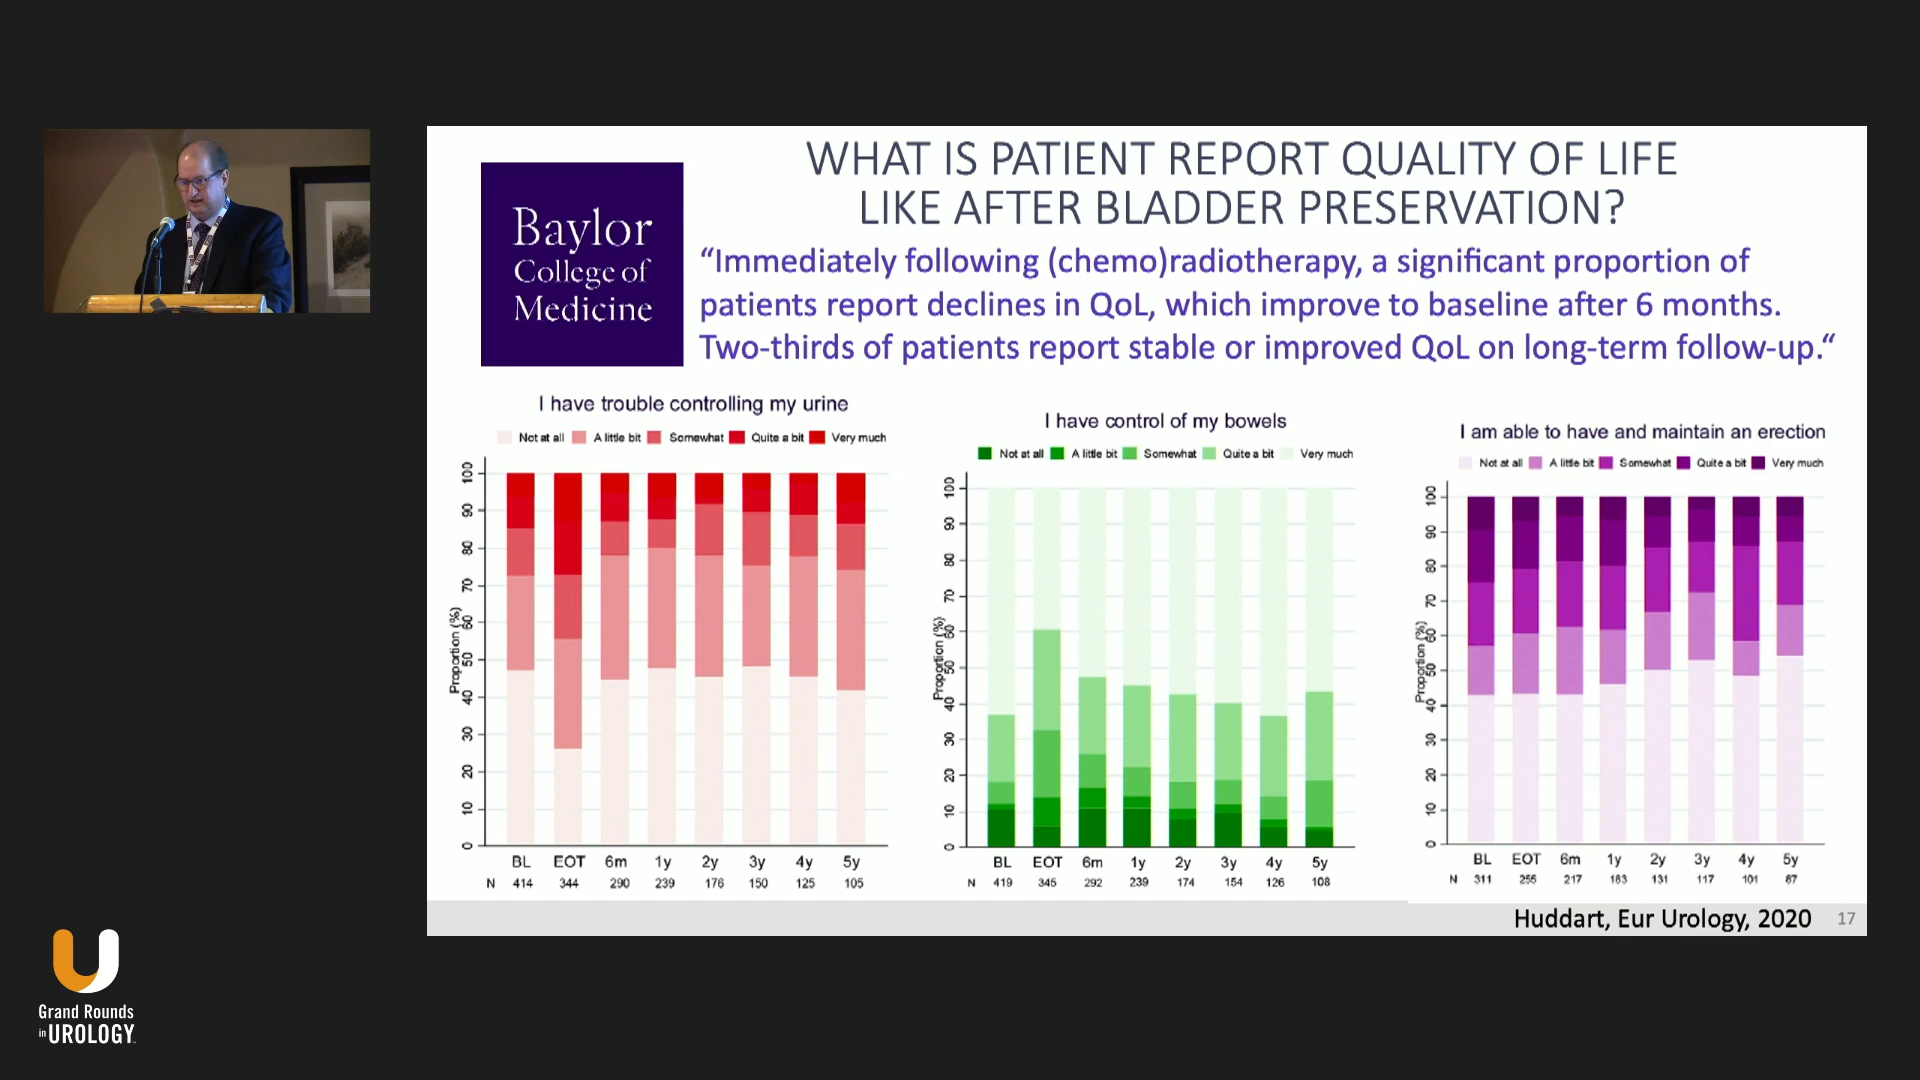 WHAT IS PATIENT REPORT QUALITY OF LIFE
LIKE AFTER BLADDER PRESERVATION?
Baylor
College of
Medicine
“Immediately following (chemo)radiotherapy, a significant proportion of
patients report declines in QoL, which improve to baseline after 6 months.
Two-thirds of patients report stable or improved QoL on long-term follow-up.“
I have trouble controlling my urine
Not at all A little bit Somewhat Quite a bit Very much
Proportion (%)
100
90
80
70
60
50
40
30
20
10
0
BL EOT 6m 1y 2y 3y 4y 5y
N 414 344 290 239 176 150 125 105
I have control of my bowels
Not at all A little bit Somewhat Quite a bit Very much
Proportion (%)
100
90
80
70
60
50
40
30
20
10
0
BL EOT 6m 1y 2y 3y 4y 5y
N 419 345 292 239 174 154 126 108
I am able to have and maintain an erection
Not at all A little bit Somewhat Quite a bit Very much
Proportion (%)
100
90
80
70
60
50
40
30
20
10
0
BL EOT 6m 1y 2y 3y 4y 5y
N 311 255 217 183 131 117 101 87
Huddart, Eur Urology, 2020 17
Grand Rounds
in UROLOGY